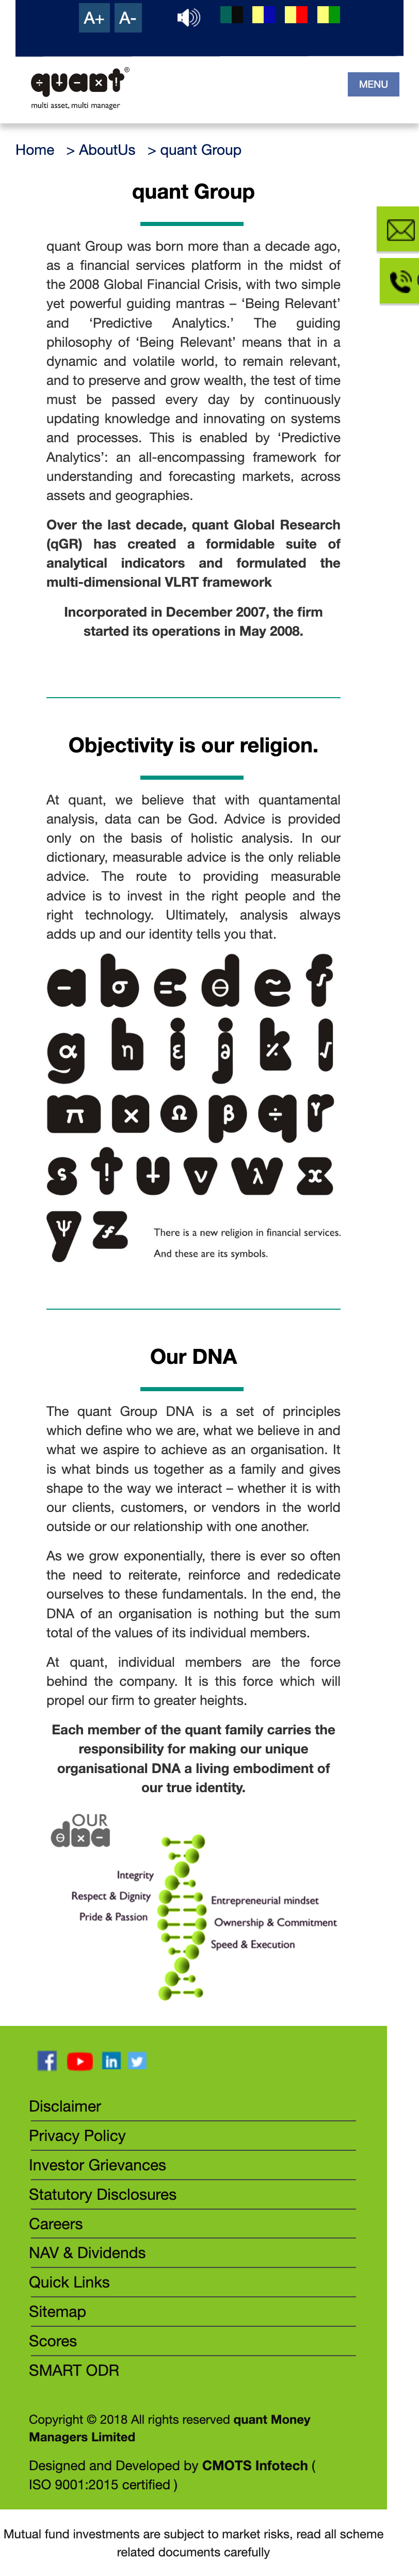 A+ A-
quant®
multi asset, multi manager
MENU
Home > AboutUs > quant Group
quant Group
quant Group was born more than a decade ago,
as a financial services platform in the midst of
the 2008 Global Financial Crisis, with two simple
yet powerful guiding mantras – ‘Being Relevant’
and ‘Predictive Analytics.’ The guiding
philosophy of ‘Being Relevant’ means that in a
dynamic and volatile world, to remain relevant,
and to preserve and grow wealth, the test of time
must be passed every day by continuously
updating knowledge and innovating on systems
and processes. This is enabled by ‘Predictive
Analytics’: an all-encompassing framework for
understanding and forecasting markets, across
assets and geographies.
Over the last decade, quant Global Research
(qGR) has created a formidable suite of
analytical indicators and formulated the
multi-dimensional VLRT framework
Incorporated in December 2007, the firm
started its operations in May 2008.
Objectivity is our religion.
At quant, we believe that with quantamental
analysis, data can be God. Advice is provided
only on the basis of holistic analysis. In our
dictionary, measurable advice is the only reliable
advice. The route to providing measurable
advice is to invest in the right people and the
right technology. Ultimately, analysis always
adds up and our identity tells you that.
a b c d e f
g h i j k l
m n o p q r
s t u v w x
y z
There is a new religion in financial services.
And these are its symbols.
Our DNA
The quant Group DNA is a set of principles
which define who we are, what we believe in and
what we aspire to achieve as an organisation. It
is what binds us together as a family and gives
shape to the way we interact – whether it is with
our clients, customers, or vendors in the world
outside or our relationship with one another.
As we grow exponentially, there is ever so often
the need to reiterate, reinforce and rededicate
ourselves to these fundamentals. In the end, the
DNA of an organisation is nothing but the sum
total of the values of its individual members.
At quant, individual members are the force
behind the company. It is this force which will
propel our firm to greater heights.
Each member of the quant family carries the
responsibility for making our unique
organisational DNA a living embodiment of
our true identity.
OUR
dna
Integrity
Respect & Dignity
Pride & Passion
Entrepreneurial mindset
Ownership & Commitment
Speed & Execution
Disclaimer
Privacy Policy
Investor Grievances
Statutory Disclosures
Careers
NAV & Dividends
Quick Links
Sitemap
Scores
SMART ODR
Copyright © 2018 All rights reserved quant Money
Managers Limited
Designed and Developed by CMOTS Infotech (
ISO 9001:2015 certified )
Mutual fund investments are subject to market risks, read all scheme
related documents carefully